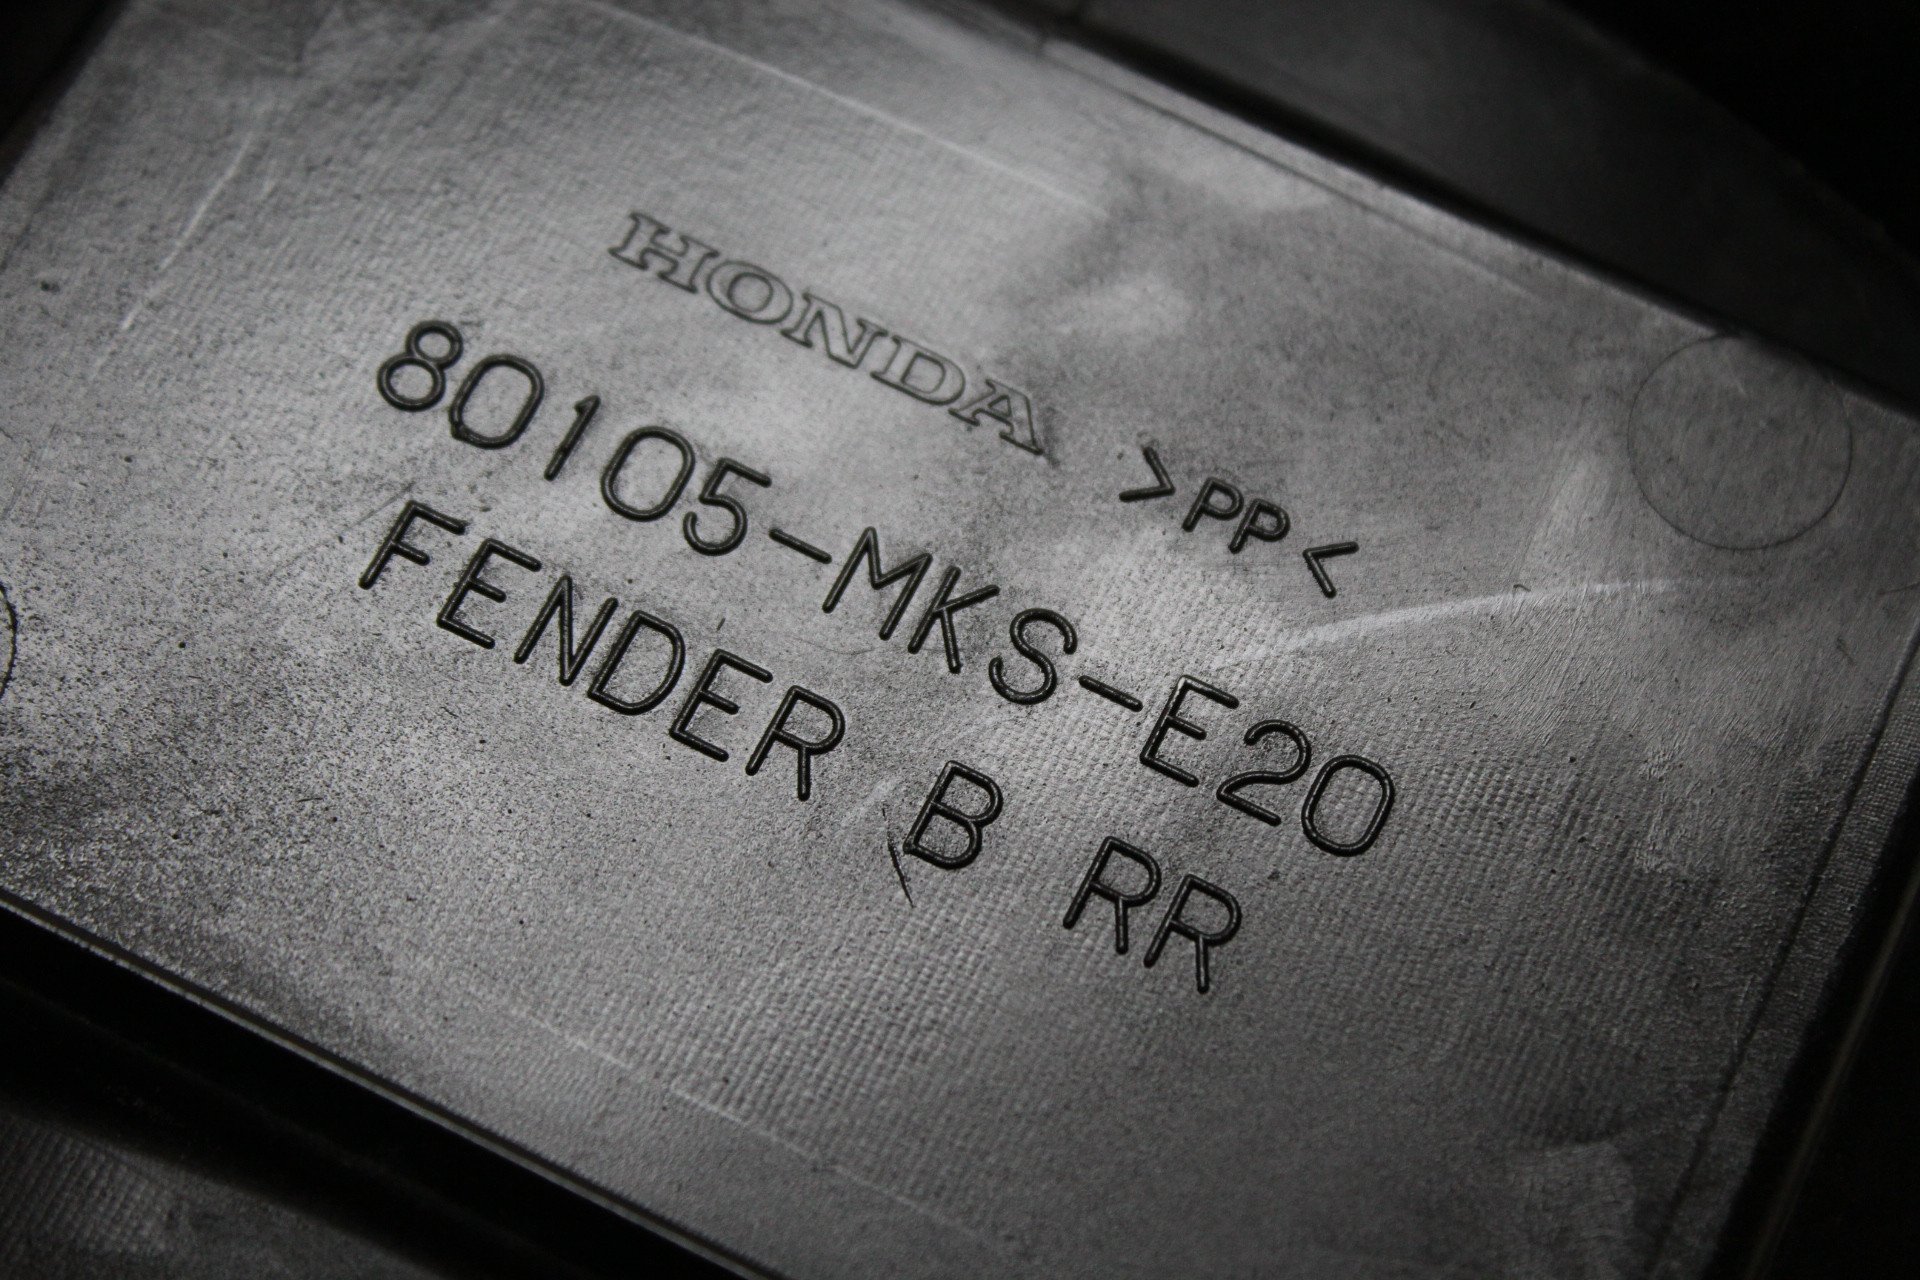 HONDA
>PP<
80105-MKS-E20
FENDER B RR